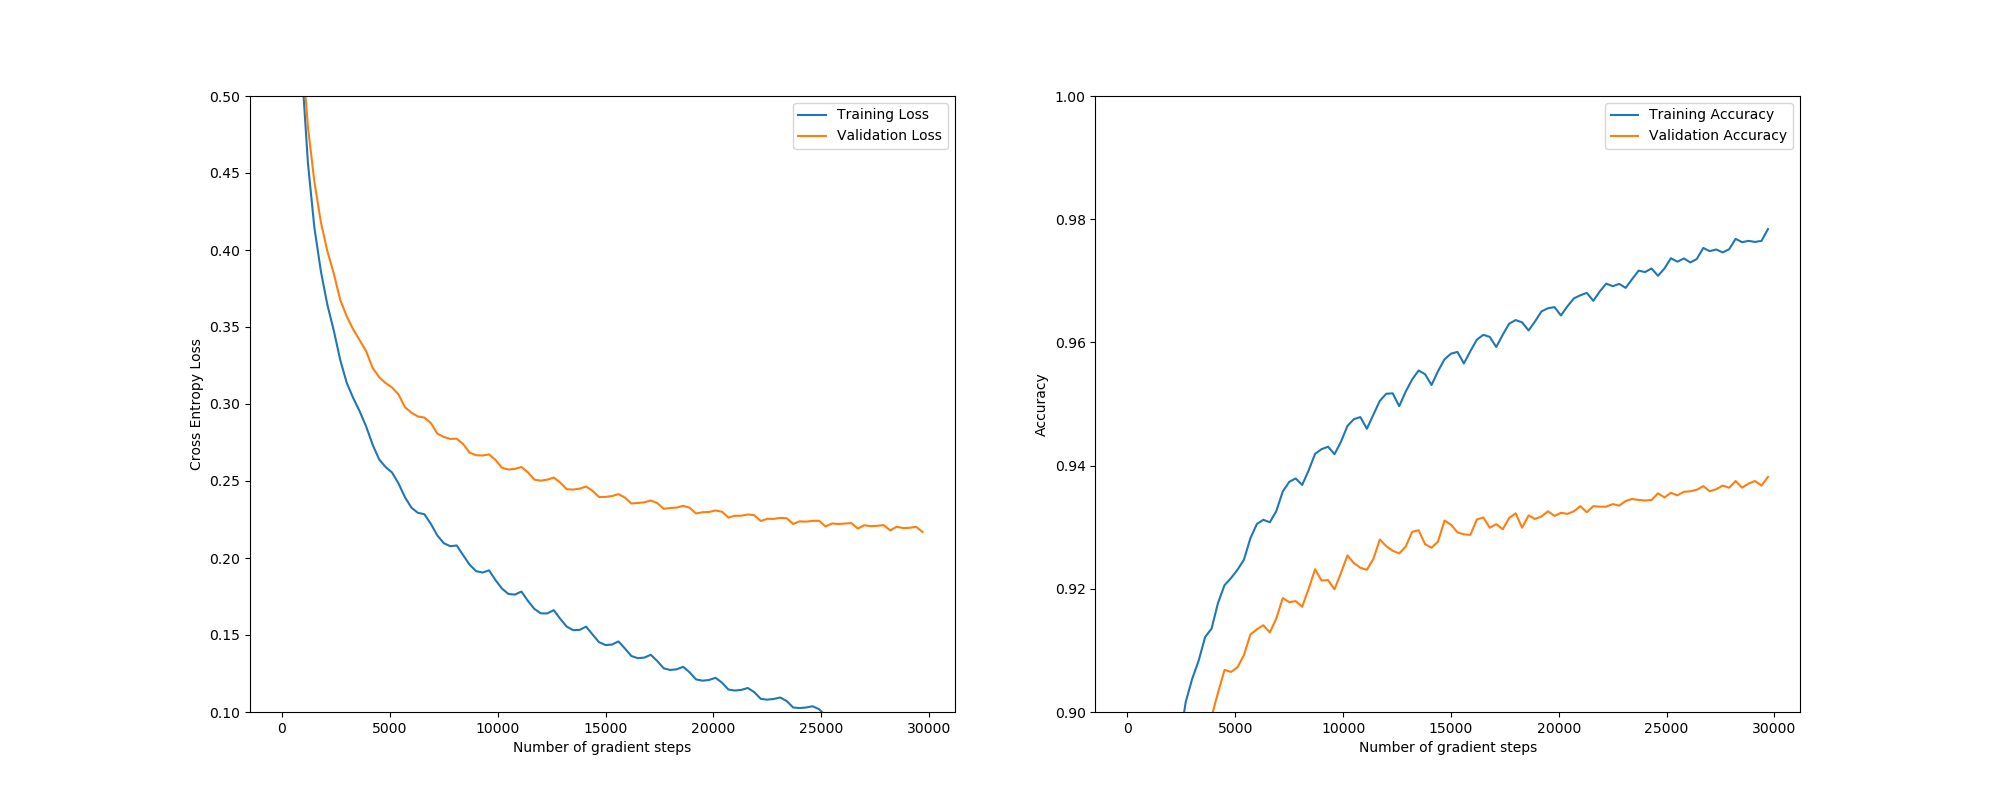 0.50
0.45
0.40
0.35
0.30
0.25
0.20
0.15
0.10
Cross Entropy Loss
Training Loss
Validation Loss
0 5000 10000 15000 20000 25000 30000
Number of gradient steps
1.00
0.98
0.96
0.94
0.92
0.90
Accuracy
Training Accuracy
Validation Accuracy
0 5000 10000 15000 20000 25000 30000
Number of gradient steps